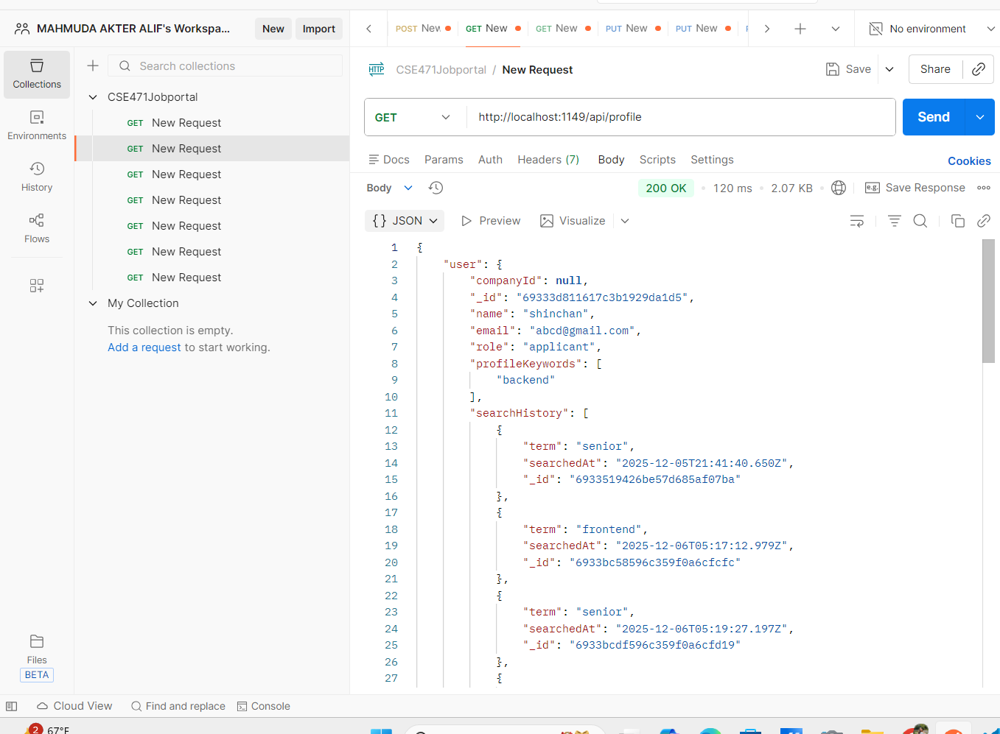 MAHMUDA AKTER ALIF's Workspa...
New
Import
POST New
GET New
GET New
PUT New
PUT New
No environment
Collections
Environments
History
Flows
Files
BETA
Search collections
CSE471Jobportal
GET New Request
GET New Request
GET New Request
GET New Request
GET New Request
GET New Request
GET New Request
My Collection
This collection is empty.
Add a request to start working.
HTTP CSE471Jobportal / New Request
Save
Share
GET http://localhost:1149/api/profile
Send
Docs Params Auth Headers (7) Body Scripts Settings
Cookies
Body 200 OK 120 ms 2.07 KB e.g. Save Response
{} JSON Preview Visualize
1 {
2 "user": {
3 "companyId": null,
4 "_id": "69333d811617c3b1929da1d5",
5 "name": "shinchan",
6 "email": "abcd@gmail.com",
7 "role": "applicant",
8 "profileKeywords": [
9 "backend"
10 ],
11 "searchHistory": [
12 {
13 "term": "senior",
14 "searchedAt": "2025-12-05T21:41:40.650Z",
15 "_id": "6933519426be57d685af07ba"
16 },
17 {
18 "term": "frontend",
19 "searchedAt": "2025-12-06T05:17:12.979Z",
20 "_id": "6933bc58596c359f0a6cfcfc"
21 },
22 {
23 "term": "senior",
24 "searchedAt": "2025-12-06T05:19:27.197Z",
25 "_id": "6933bcdf596c359f0a6cfd19"
26 },
27 {
Cloud View Find and replace Console
2 67°F